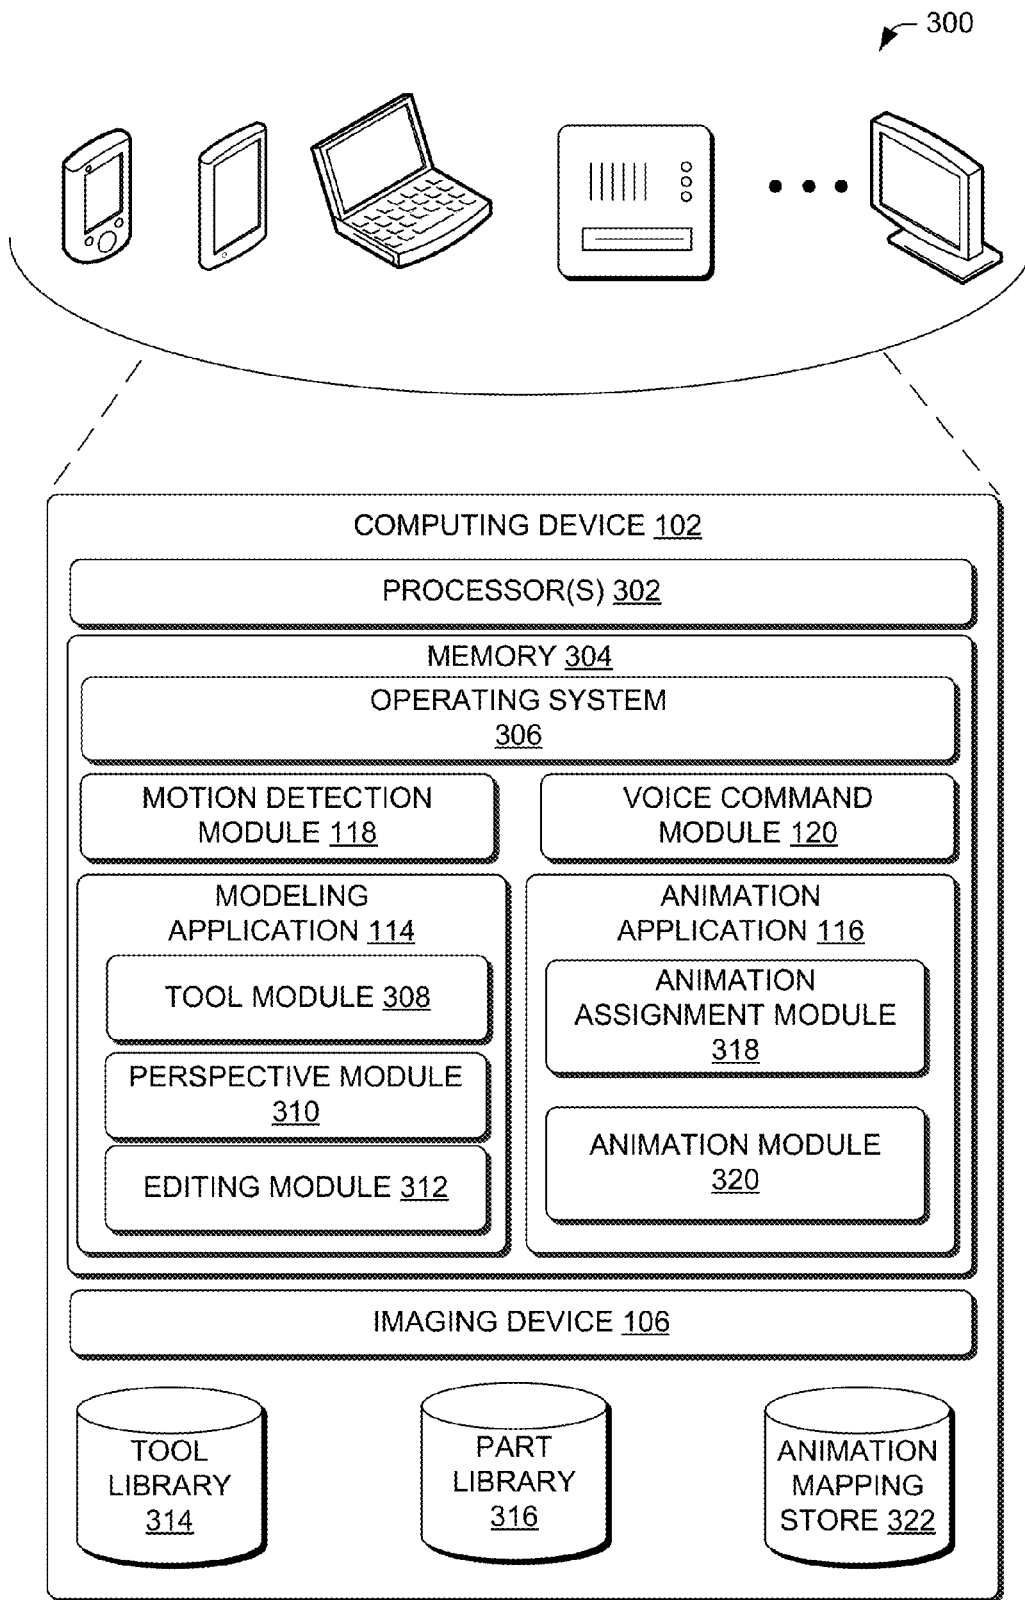 300
COMPUTING DEVICE 102
PROCESSOR(S) 302
MEMORY 304
OPERATING SYSTEM
306
MOTION DETECTION
MODULE 118
VOICE COMMAND
MODULE 120
MODELING
APPLICATION 114
TOOL MODULE 308
PERSPECTIVE MODULE
310
EDITING MODULE 312
ANIMATION
APPLICATION 116
ANIMATION
ASSIGNMENT MODULE
318
ANIMATION MODULE
320
IMAGING DEVICE 106
TOOL
LIBRARY
314
PART
LIBRARY
316
ANIMATION
MAPPING
STORE 322